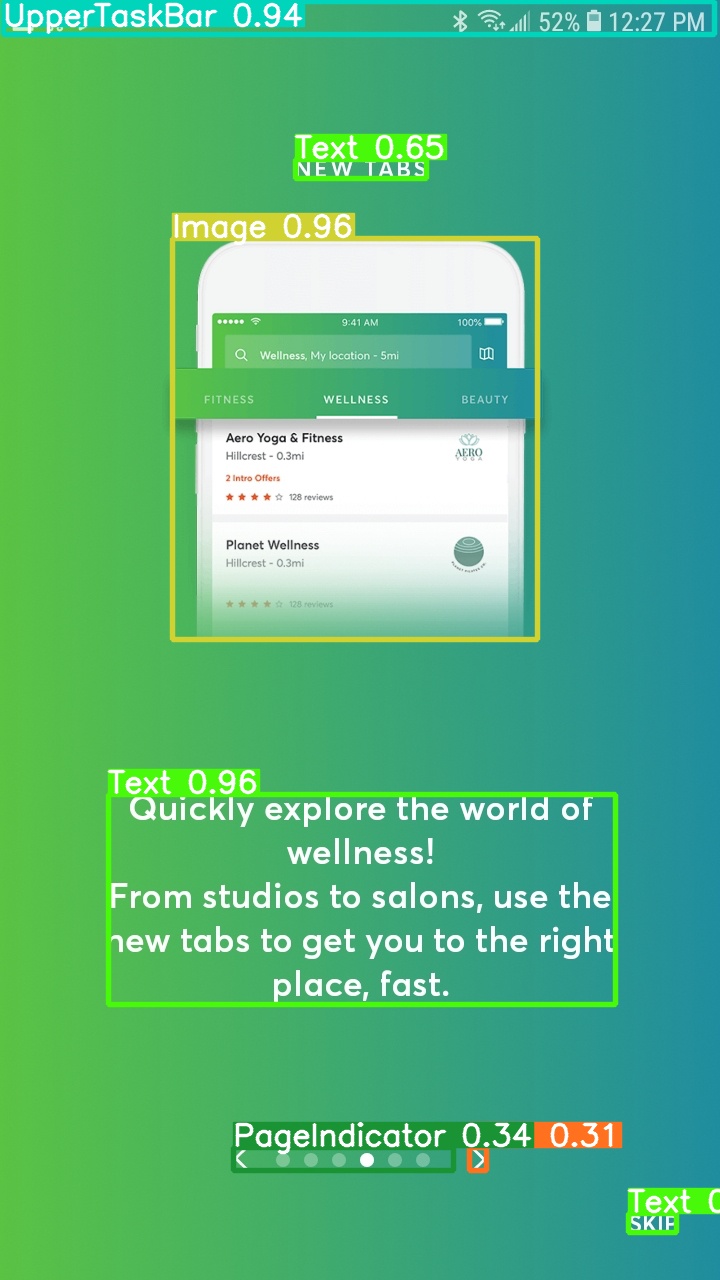 UpperTaskBar 0.94
52% 12:27 PM
Text 0.65
NEW TABS
Image 0.96
9:41 AM 100%
Wellness, My location - 5mi
FITNESS WELLNESS BEAUTY
Aero Yoga & Fitness
Hillcrest - 0.3mi
AERO
YOGA
2 Intro Offers
128 reviews
Planet Wellness
Hillcrest - 0.3mi
128 reviews
Text 0.96
Quickly explore the world of
wellness!
From studios to salons, use the
new tabs to get you to the right
place, fast.
PageIndicator 0.34 0.31
Text 0
SKIP